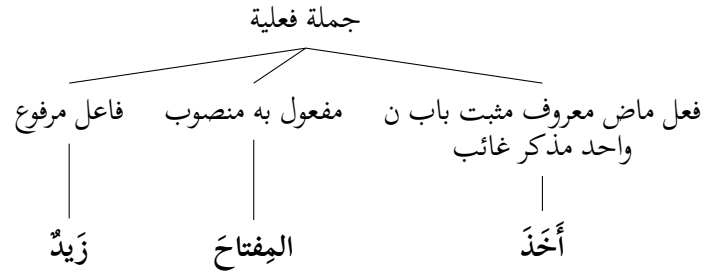 جملة فعلية
فعل ماض معروف مثبت باب ن
واحد مذكر غائب
مفعول به منصوب
فاعل مرفوع
أَخَذَ
المِفتاحَ
زَيدٌ